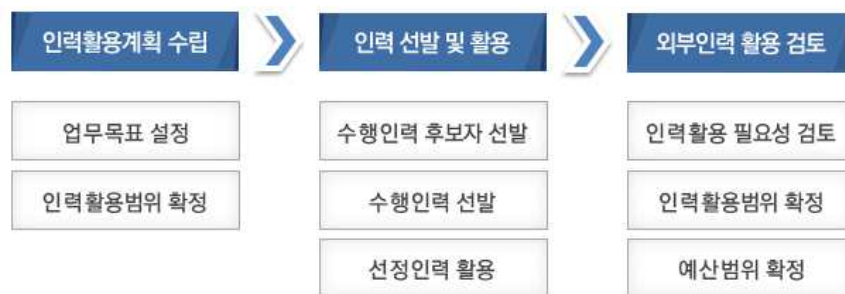 인력활용계획 수립
인력 선발 및 활용
외부인력 활용 검토
업무목표 설정
수행인력 후보자 선발
인력활용 필요성 검토
인력활용범위 확정
수행인력 선발
인력활용범위 확정
선정인력 활용
예산범위 확정